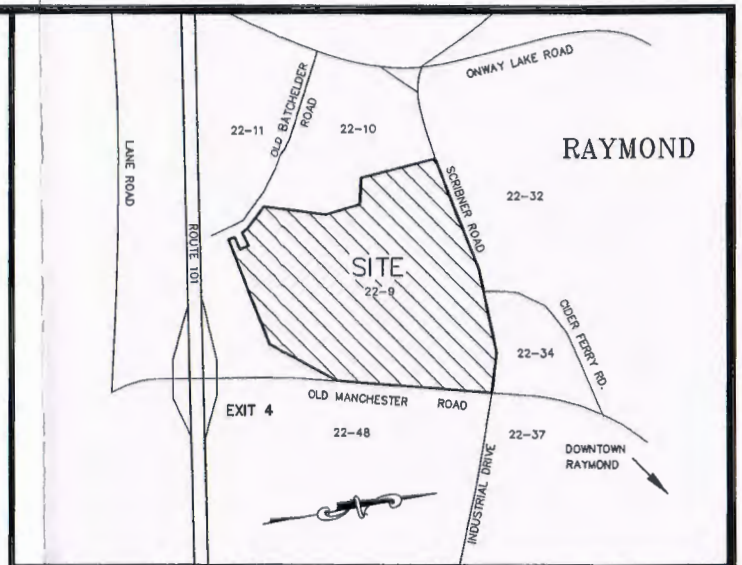 ONWAY LAKE ROAD
OLD BATCHELDER
ROAD
22-11
22-10
RAYMOND
LANE ROAD
SCRIBNER ROAD
22-32
ROUTE 101
SITE
22-9
CIDER FERRY RD.
22-34
OLD MANCHESTER ROAD
EXIT 4
22-48
22-37
INDUSTRIAL DRIVE
DOWNTOWN
RAYMOND